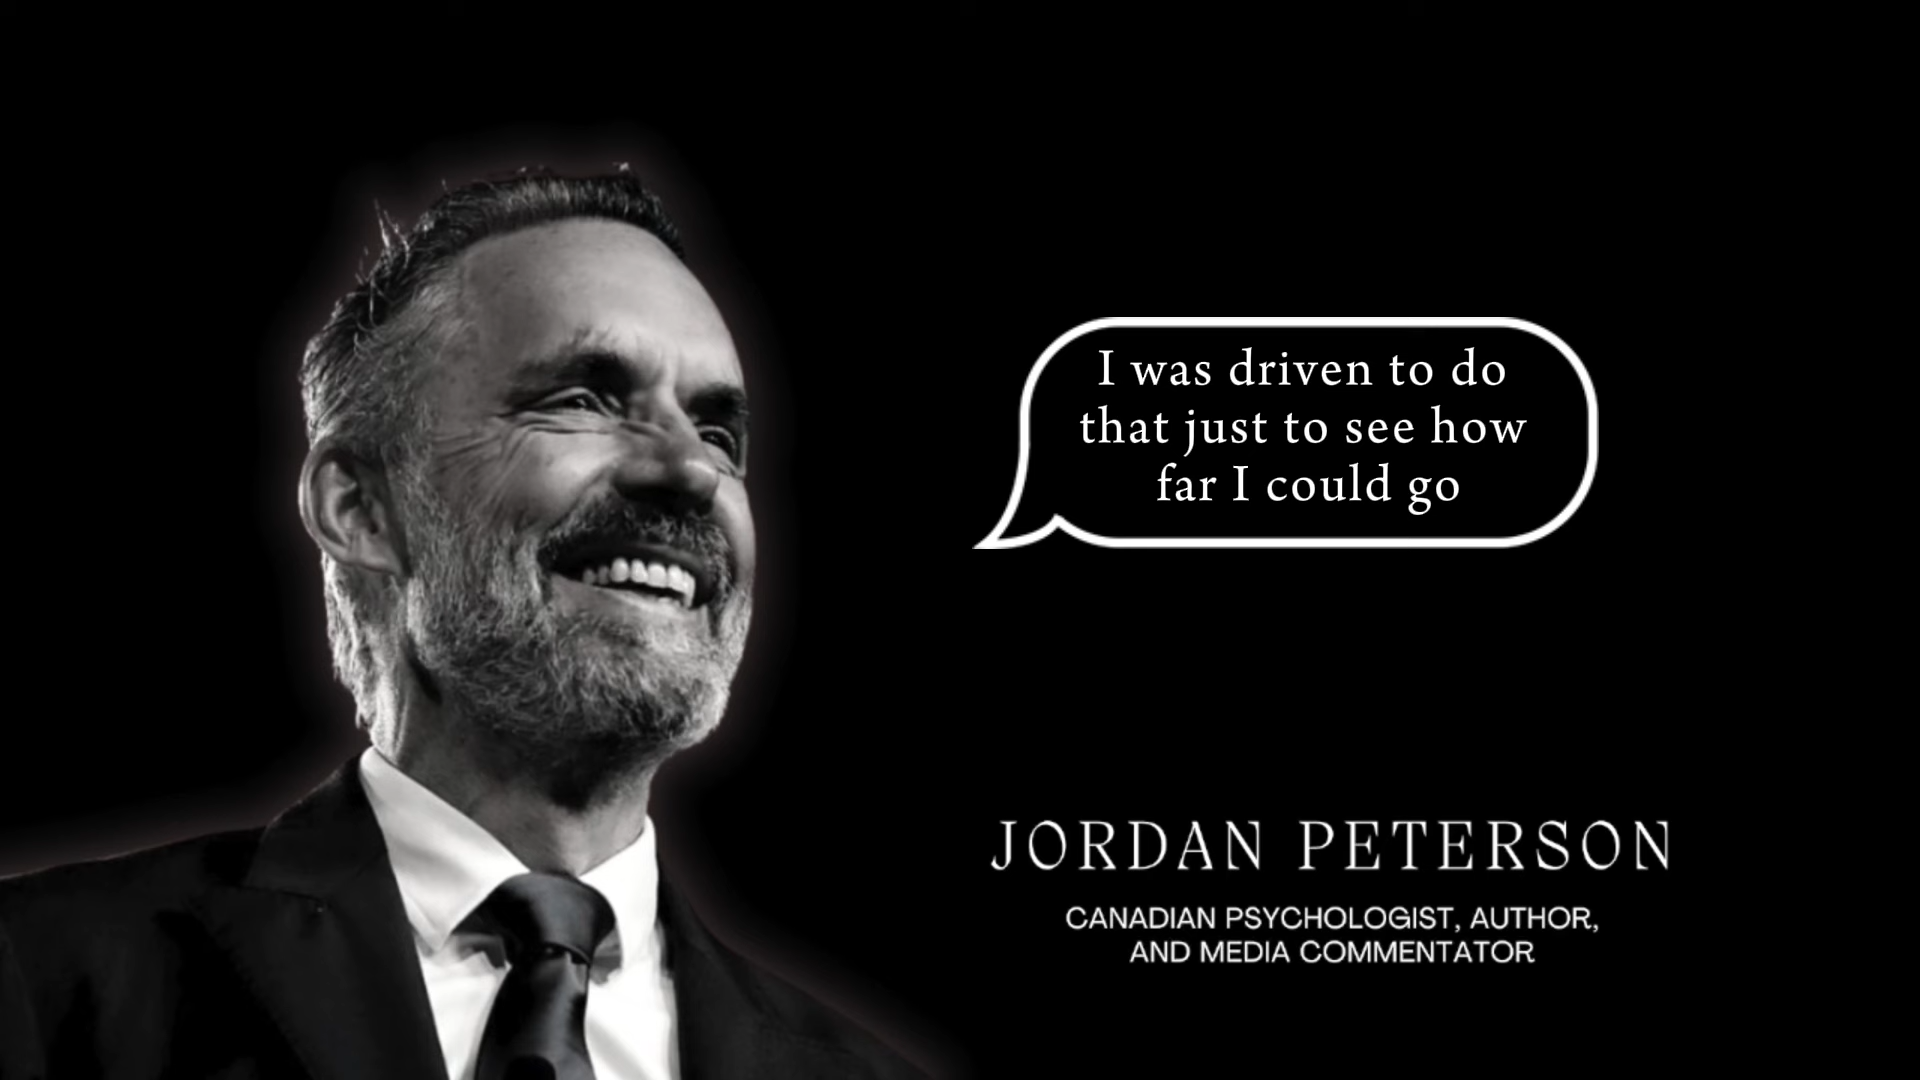 I was driven to do
that just to see how
far I could go
JORDAN PETERSON
CANADIAN PSYCHOLOGIST, AUTHOR,
AND MEDIA COMMENTATOR